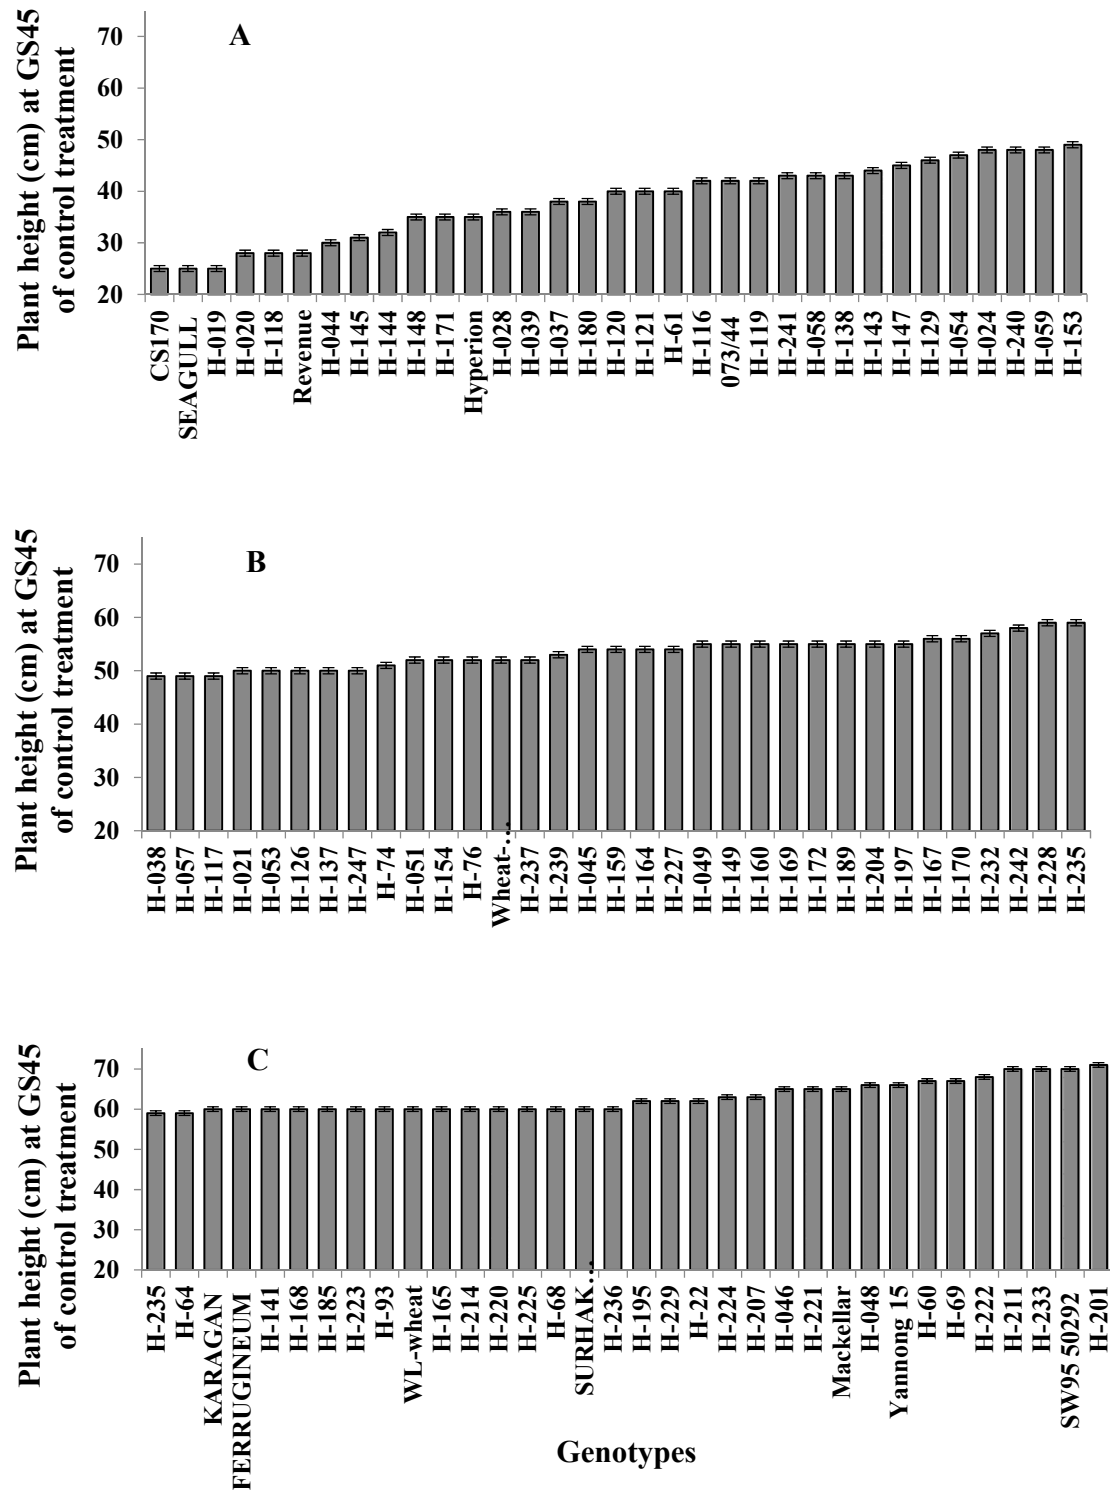 Plant height (cm) at GS45
of control treatment
A
70
60
50
40
30
20
CS170
SEAGULL
H-019
H-020
H-118
Revenue
H-044
H-145
H-144
H-148
H-171
Hyperion
H-028
H-039
H-037
H-180
H-120
H-121
H-61
H-116
073/44
H-119
H-241
H-058
H-138
H-143
H-147
H-129
H-054
H-024
H-240
H-059
H-153
Plant height (cm) at GS45
of control treatment
B
70
60
50
40
30
20
H-038
H-057
H-117
H-021
H-053
H-126
H-137
H-247
H-74
H-051
H-154
H-76
Wheat-…
H-237
H-239
H-045
H-159
H-164
H-227
H-049
H-149
H-160
H-169
H-172
H-189
H-204
H-197
H-167
H-170
H-232
H-242
H-228
H-235
Plant height (cm) at GS45
of control treatment
C
70
60
50
40
30
20
H-235
H-64
KARAGAN
FERRUGINEUM
H-141
H-168
H-185
H-223
H-93
WL-wheat
H-165
H-214
H-220
H-225
H-68
SURHAK…
H-236
H-195
H-229
H-22
H-224
H-207
H-046
H-221
Mackellar
H-048
Yannong 15
H-60
H-69
H-222
H-211
H-233
SW95 50292
H-201
Genotypes